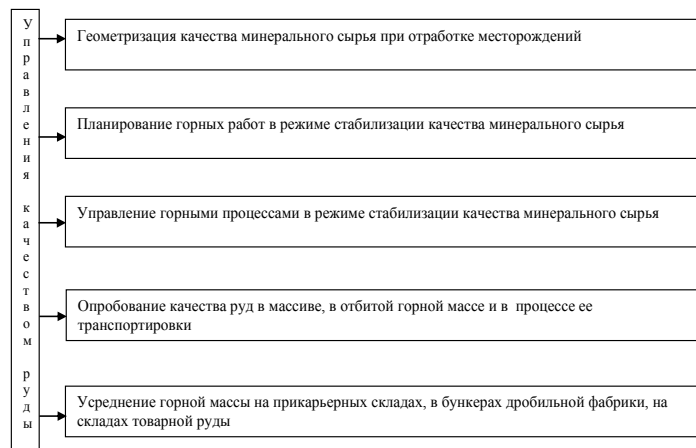 Управления качеством руды
Геометризация качества минерального сырья при отработке месторождений
Планирование горных работ в режиме стабилизации качества минерального сырья
Управление горными процессами в режиме стабилизации качества минерального сырья
Опробование качества руд в массиве, в отбитой горной массе и в процессе ее
транспортировки
Усреднение горной массы на прикарьерных складах, в бункерах дробильной фабрики, на
складах товарной руды